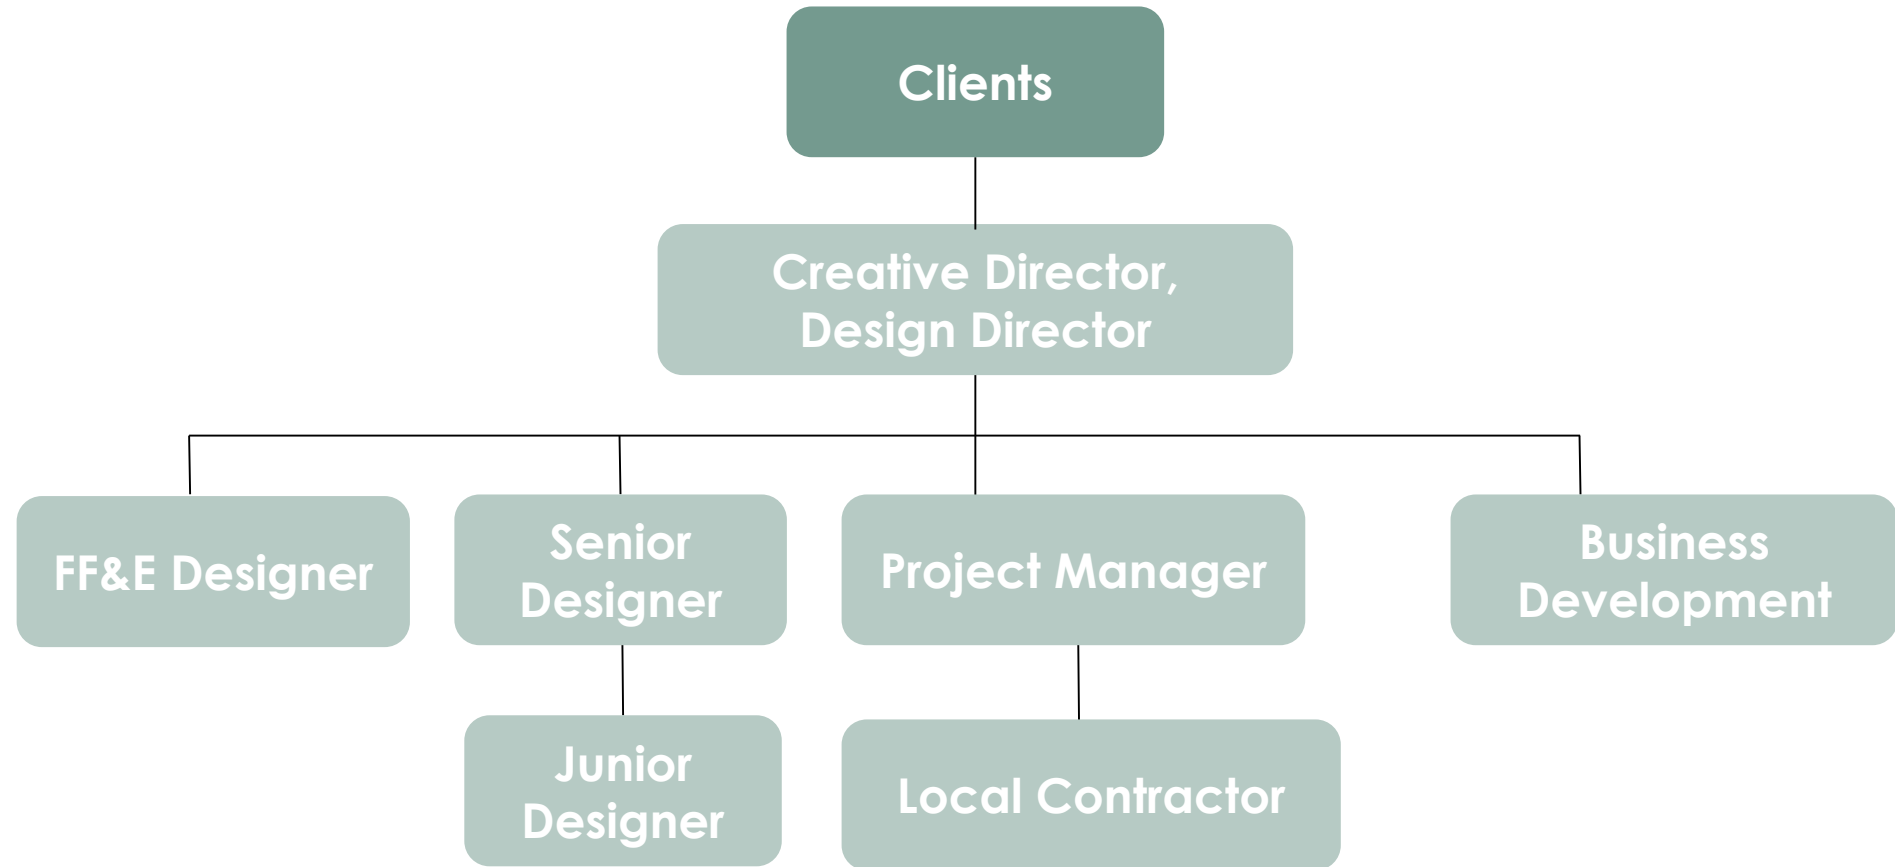 Clients
Creative Director,
Design Director
FF&E Designer
Senior
Designer
Project Manager
Business
Development
Junior
Designer
Local Contractor